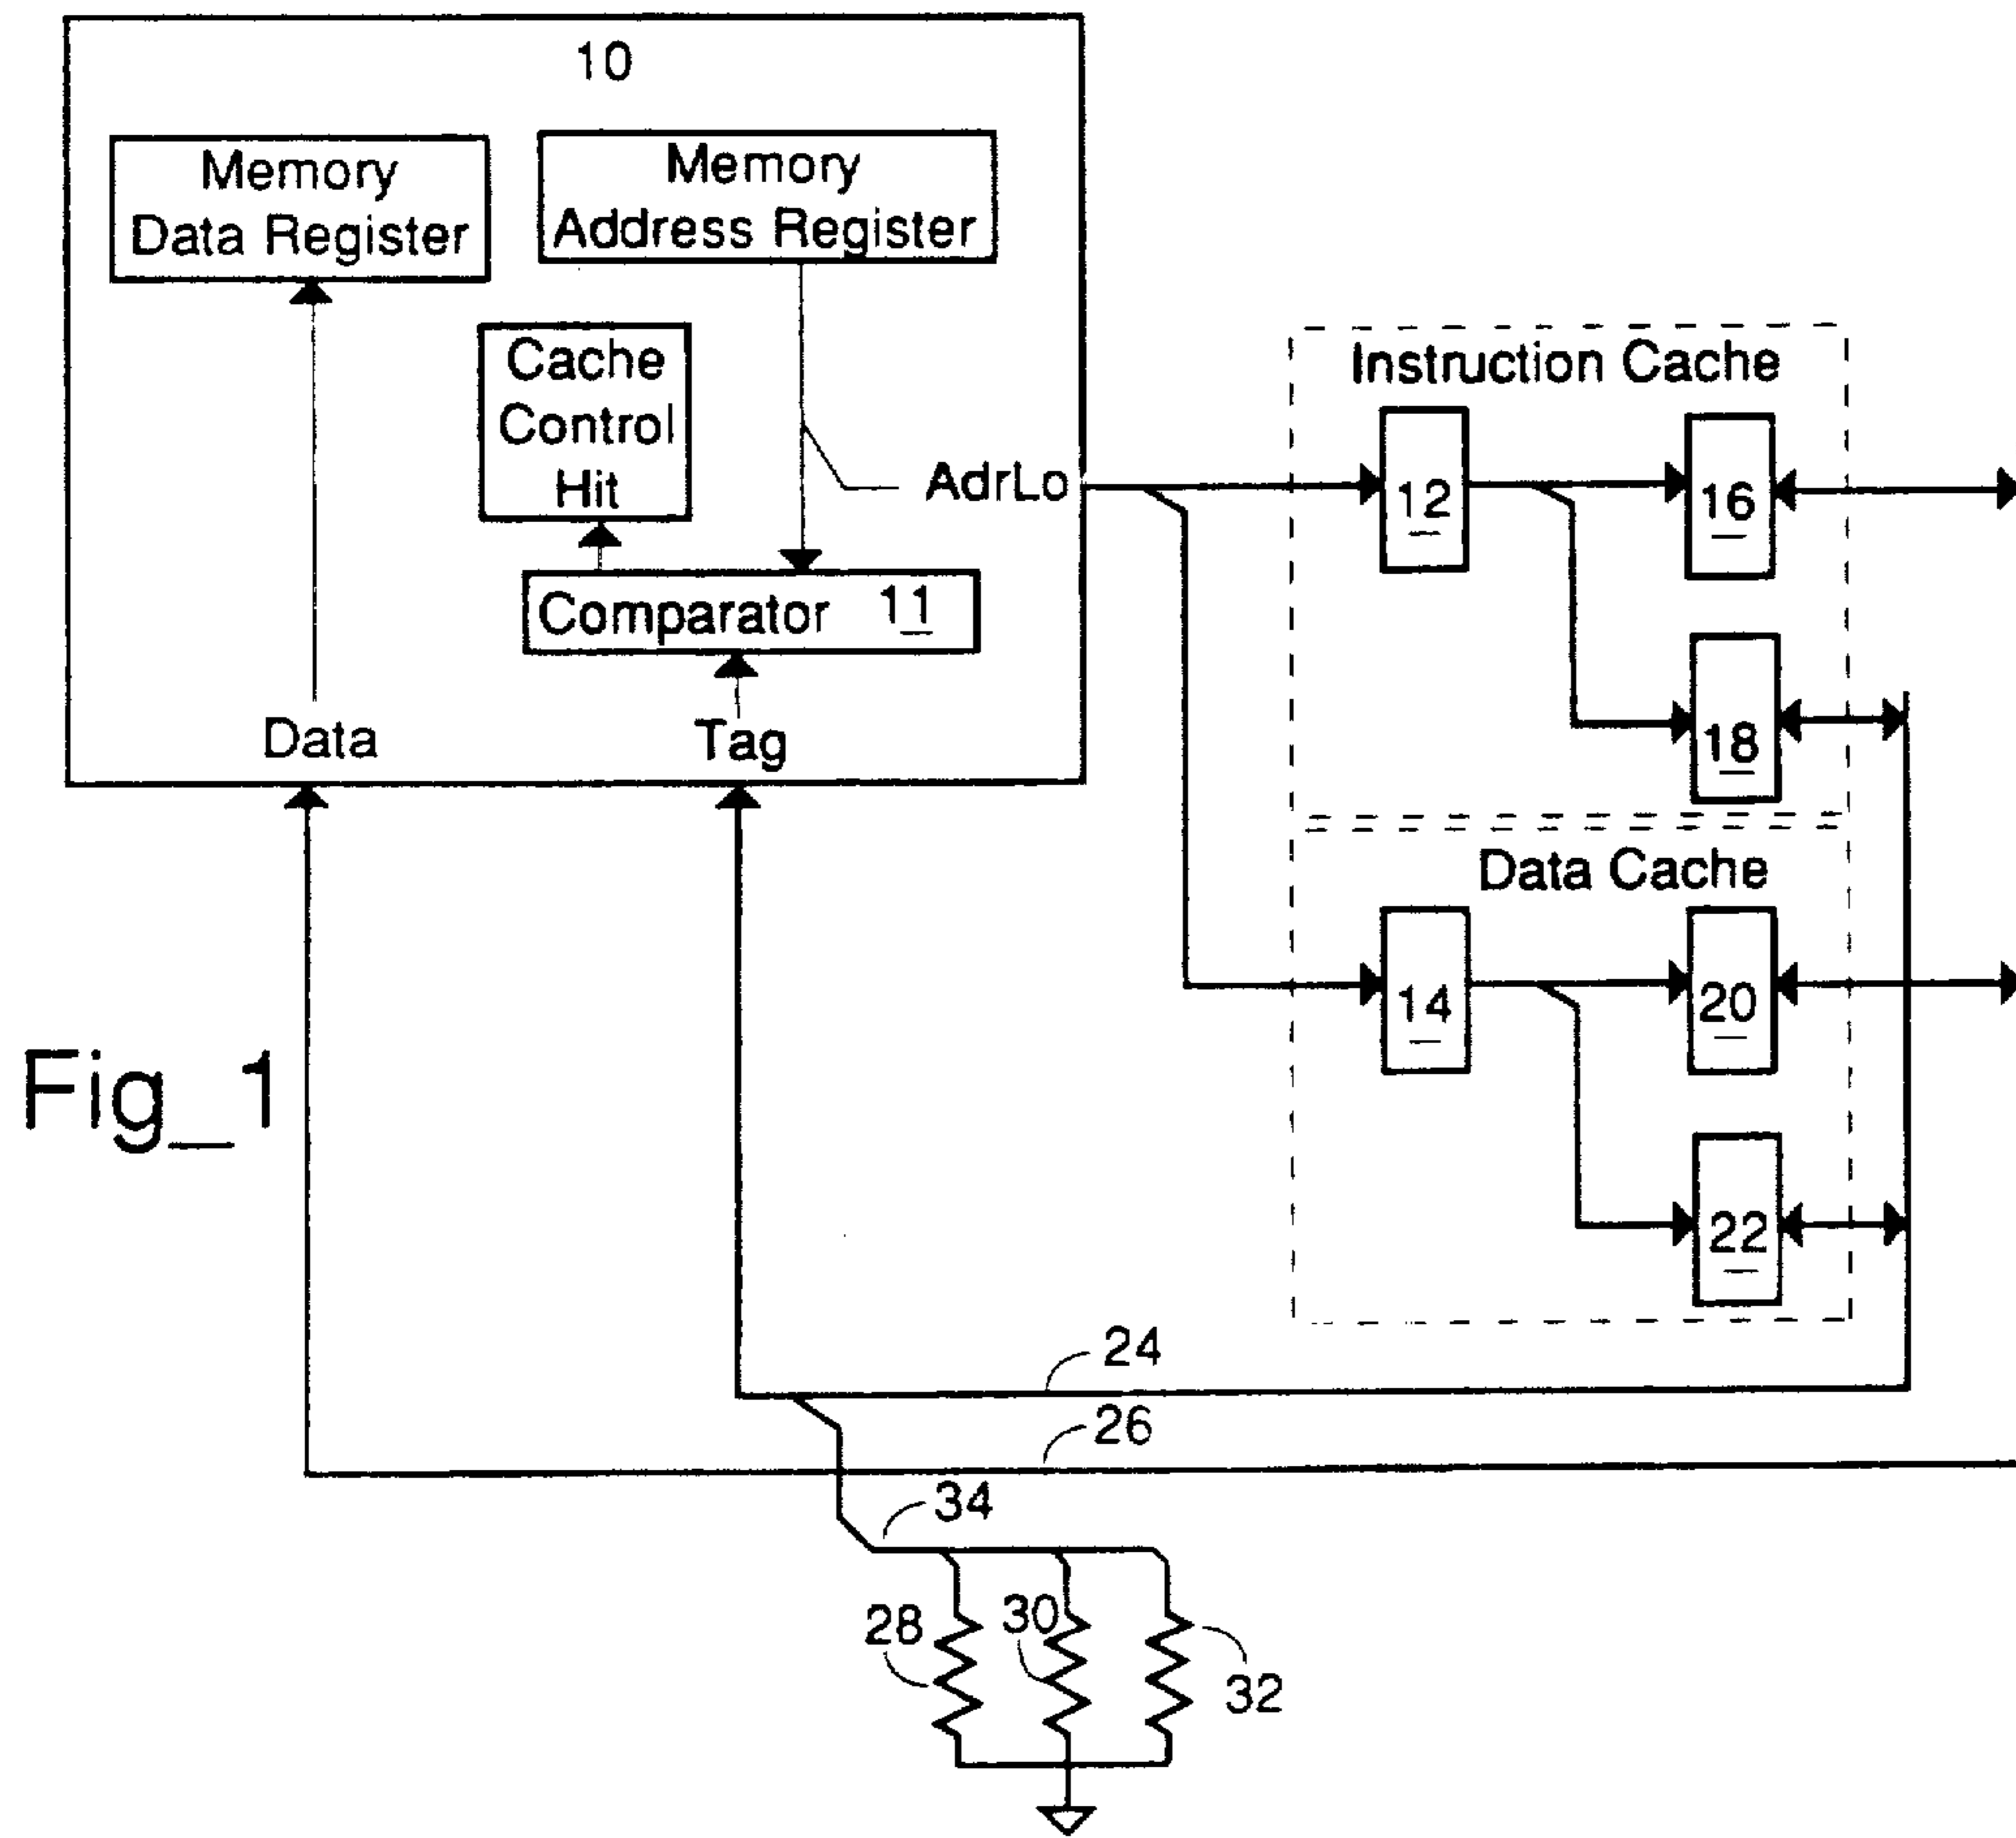 10
Memory
Data Register
Memory
Address Register
Cache
Control
Hit
AdrLo
Comparator 11
Data
Tag
Instruction Cache
12
16
18
Data Cache
14
20
22
Fig_1
24
26
34
28
30
32